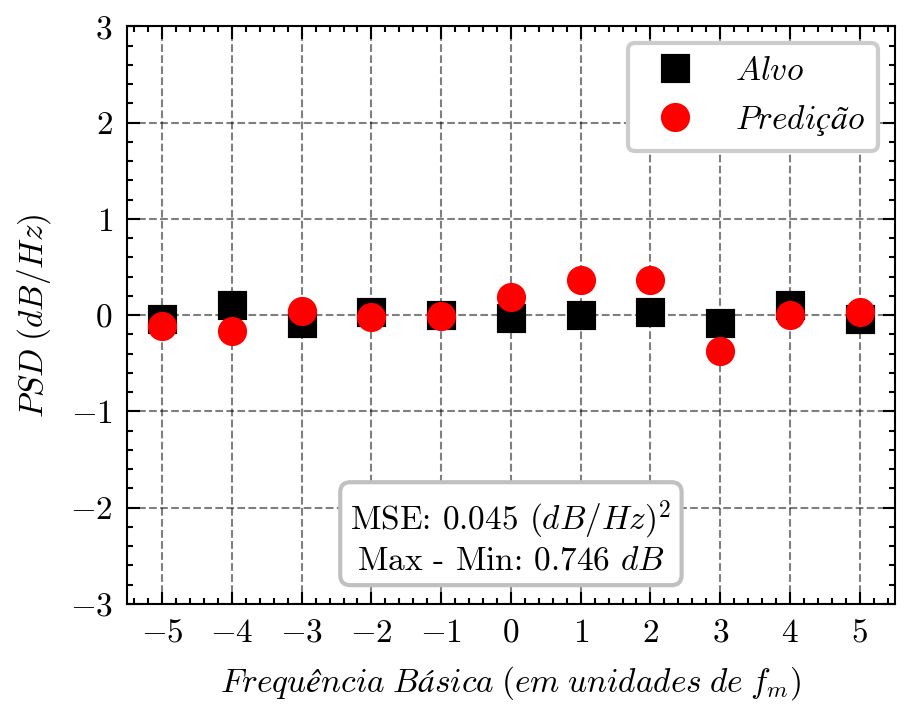 3
2
1
0
−1
−2
−3
PSD (dB/Hz)
Alvo
Predição
MSE: 0.045 (dB/Hz)²
Max - Min: 0.746 dB
−5 −4 −3 −2 −1 0 1 2 3 4 5
Frequência Básica (em unidades de fₘ)